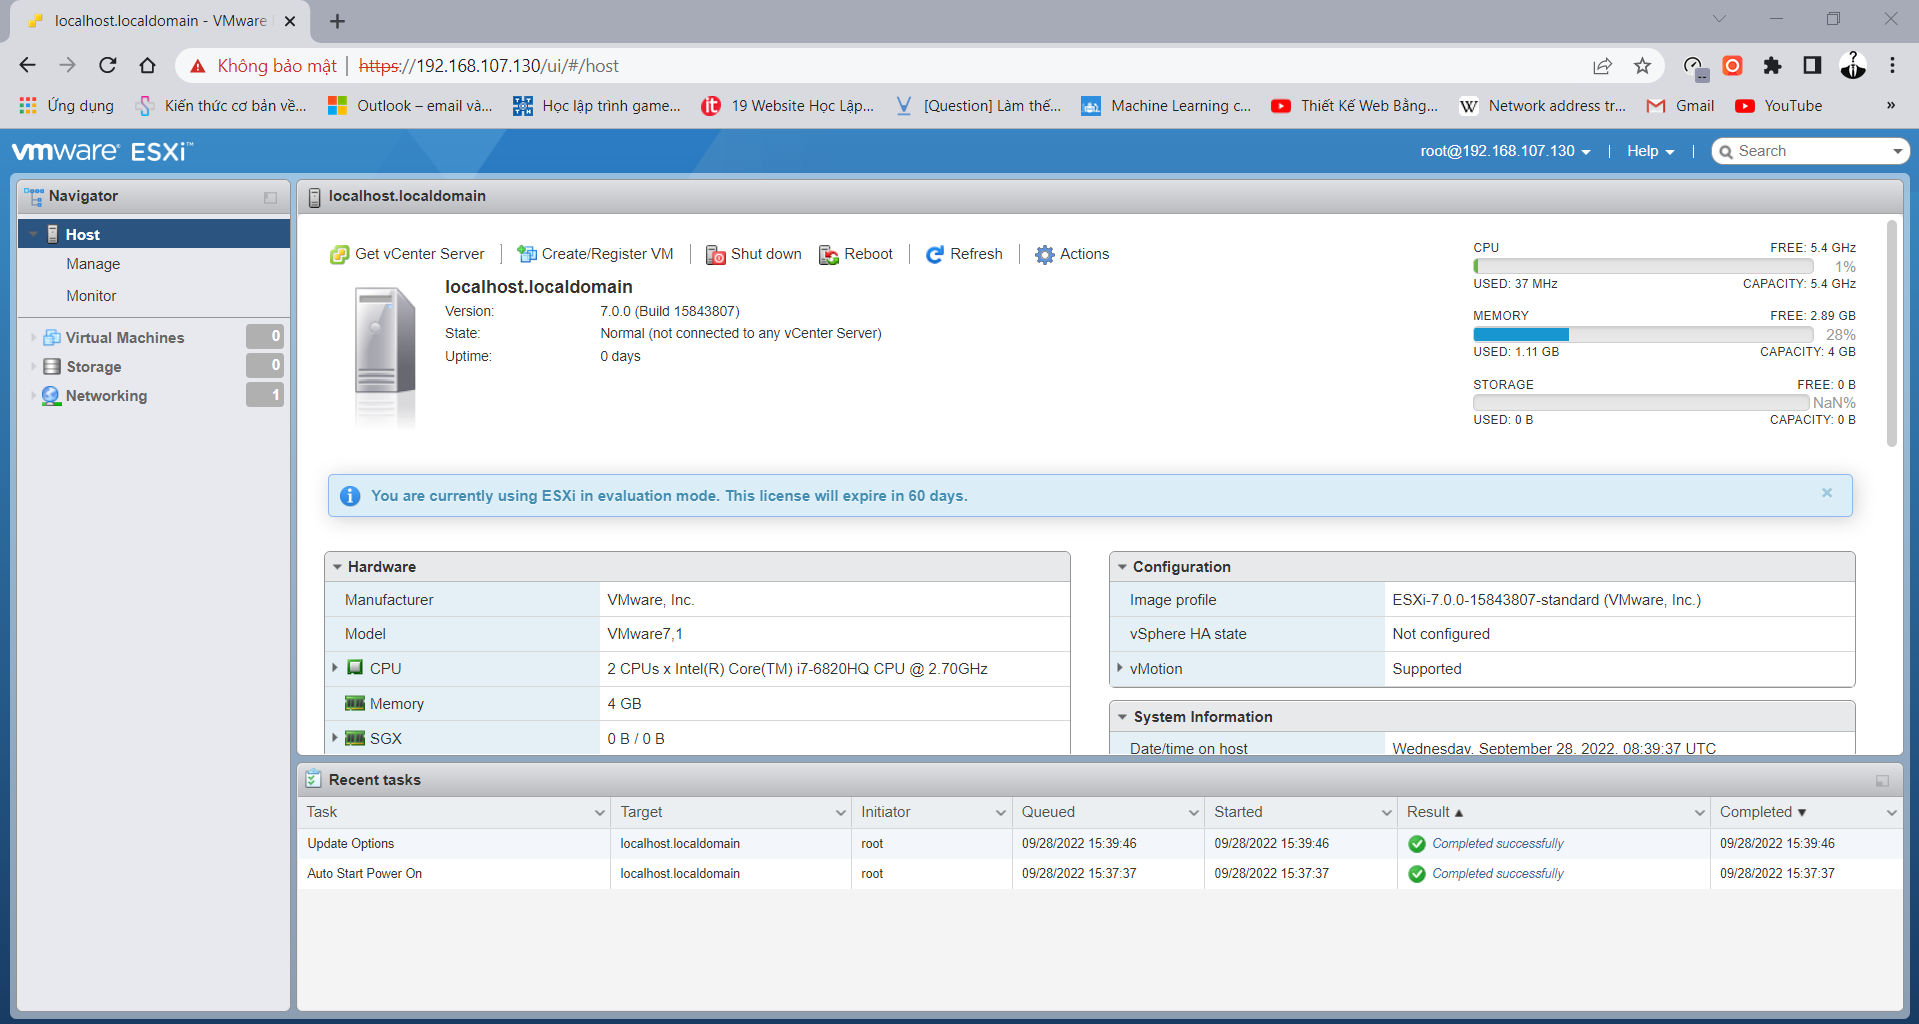 localhost.localdomain - VMware
Không bảo mật | https://192.168.107.130/ui/#/host
Ứng dụng
Kiến thức cơ bản về...
Outlook – email và...
Học lập trình game...
19 Website Học Lập...
[Question] Làm thế...
Machine Learning c...
Thiết Kế Web Bằng...
Network address tr...
Gmail
YouTube
»
vmware® ESXi™
root@192.168.107.130 | Help | Search
Navigator
Host
Manage
Monitor
Virtual Machines 0
Storage 0
Networking 1
localhost.localdomain
Get vCenter Server | Create/Register VM | Shut down Reboot | Refresh | Actions
localhost.localdomain
Version: 7.0.0 (Build 15843807)
State: Normal (not connected to any vCenter Server)
Uptime: 0 days
CPU FREE: 5.4 GHz
1%
USED: 37 MHz CAPACITY: 5.4 GHz
MEMORY FREE: 2.89 GB
28%
USED: 1.11 GB CAPACITY: 4 GB
STORAGE FREE: 0 B
NaN%
USED: 0 B CAPACITY: 0 B
You are currently using ESXi in evaluation mode. This license will expire in 60 days.
Hardware
Manufacturer VMware, Inc.
Model VMware7,1
CPU 2 CPUs x Intel(R) Core(TM) i7-6820HQ CPU @ 2.70GHz
Memory 4 GB
SGX 0 B / 0 B
Configuration
Image profile ESXi-7.0.0-15843807-standard (VMware, Inc.)
vSphere HA state Not configured
vMotion Supported
System Information
Date/time on host Wednesday, September 28, 2022, 08:39:37 UTC
Recent tasks
Task Target Initiator Queued Started Result ▲ Completed ▼
Update Options localhost.localdomain root 09/28/2022 15:39:46 09/28/2022 15:39:46 Completed successfully 09/28/2022 15:39:46
Auto Start Power On localhost.localdomain root 09/28/2022 15:37:37 09/28/2022 15:37:37 Completed successfully 09/28/2022 15:37:37